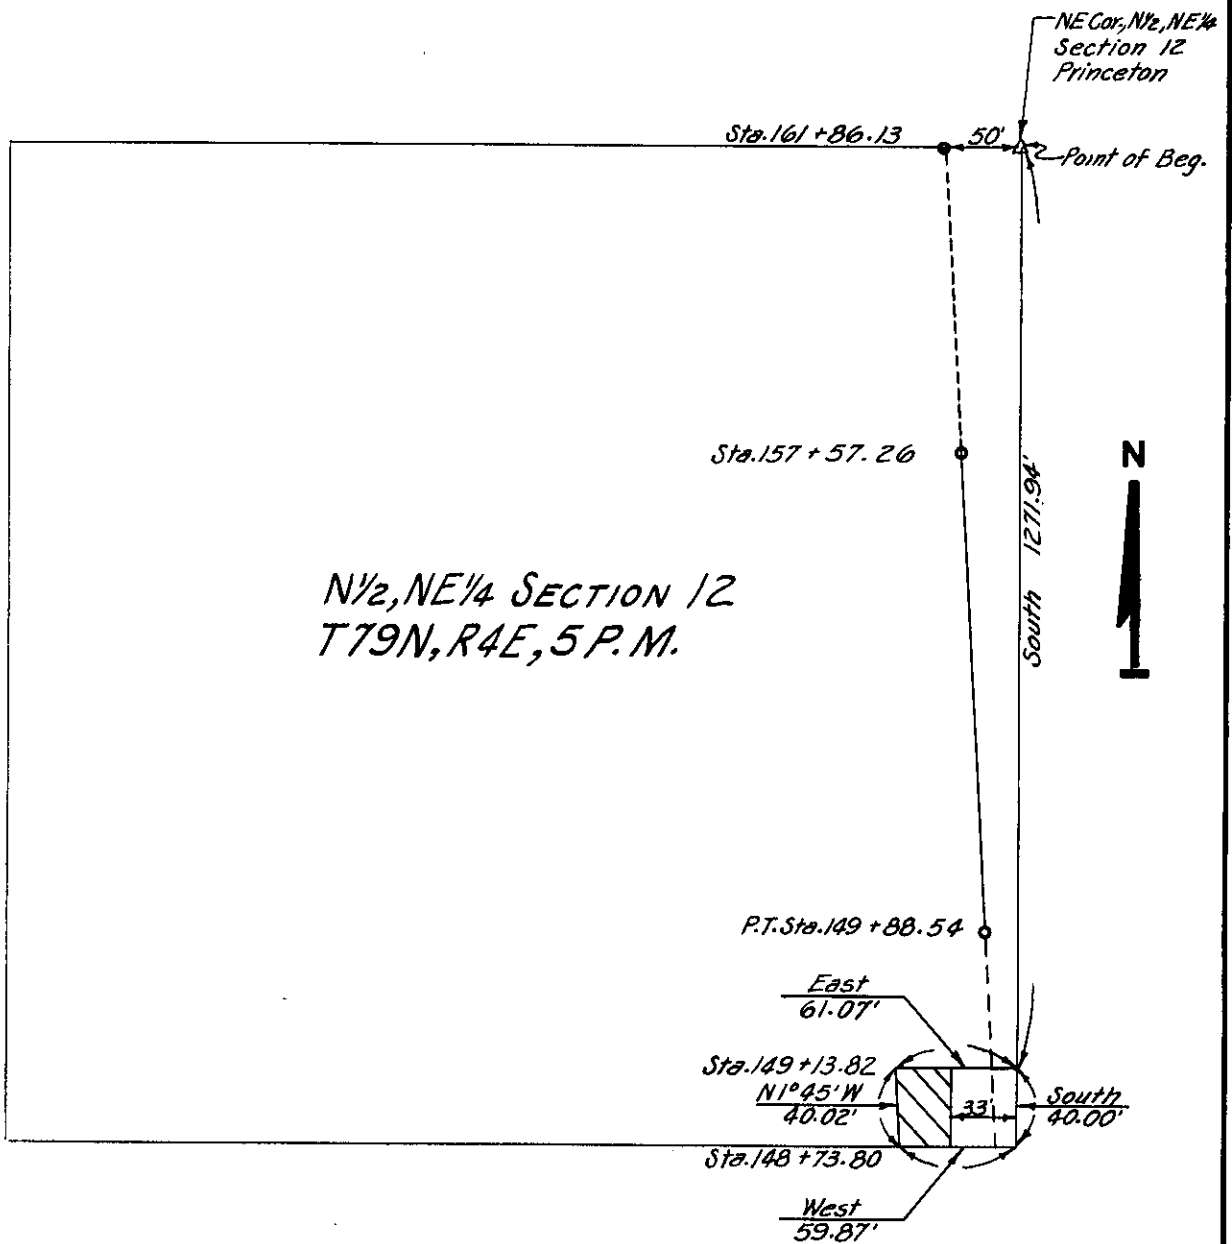 NE Cor., N½, NE¼
Section 12
Princeton
Sta. 161 + 86.13
50'
Point of Beg.
Sta. 157 + 57.26
South 1271.94'
N
N½, NE¼ SECTION 12
T79N, R4E, 5 P.M.
P.T. Sta. 149 + 88.54
East
61.07'
Sta. 149 + 13.82
N1°45'W
40.02'
33'
South
40.00'
Sta. 148 + 73.80
West
59.87'